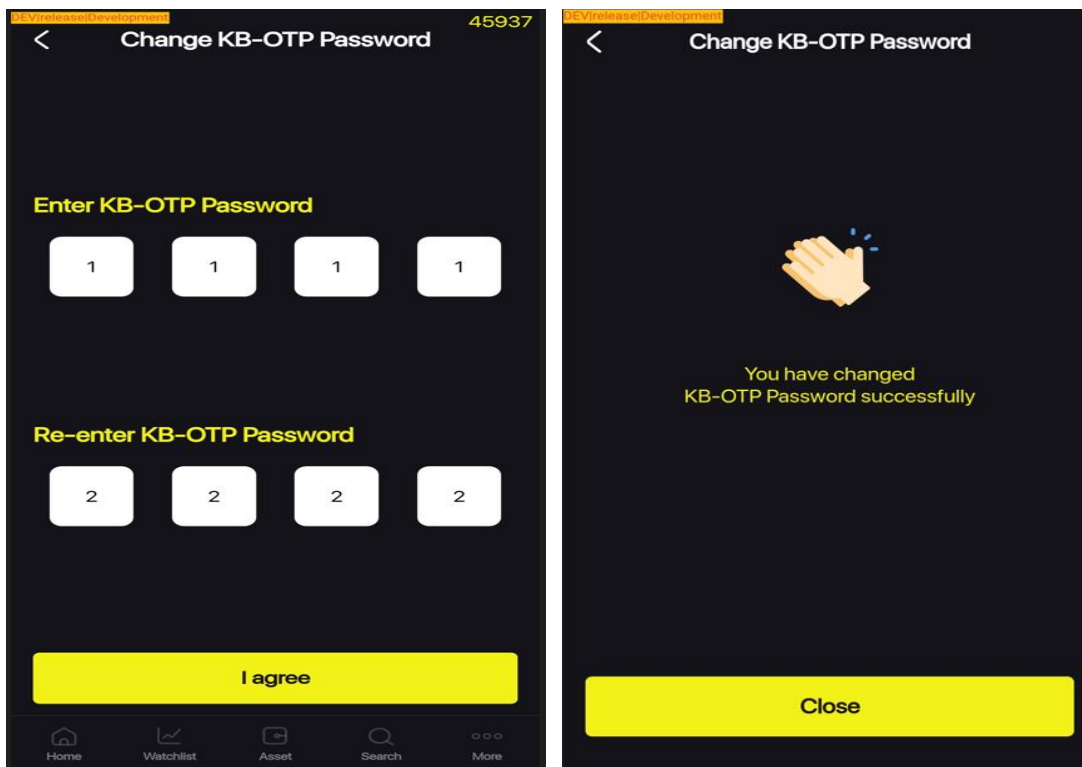 DEV|release|Development
45937
Change KB-OTP Password
Enter KB-OTP Password
1 1 1 1
Re-enter KB-OTP Password
2 2 2 2
I agree
Home Watchlist Asset Search More
DEV|release|Development
Change KB-OTP Password
You have changed
KB-OTP Password successfully
Close